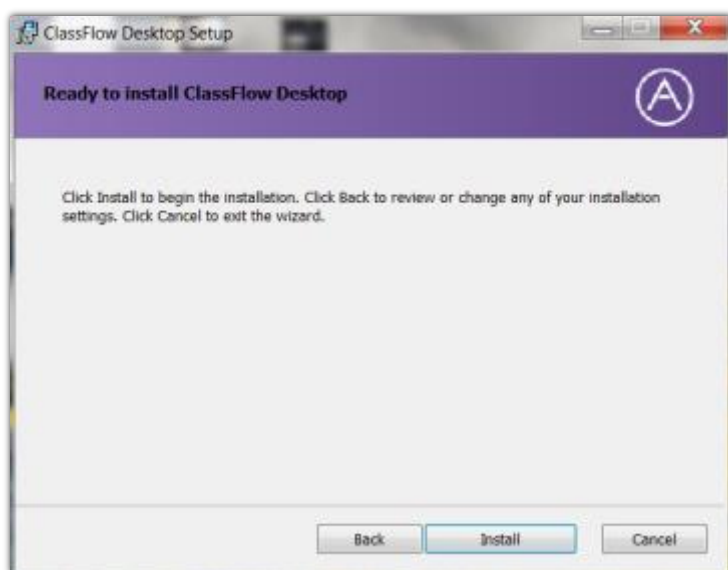 ClassFlow Desktop Setup
Ready to install ClassFlow Desktop
Click Install to begin the installation. Click Back to review or change any of your installation
settings. Click Cancel to exit the wizard.
Back Install Cancel